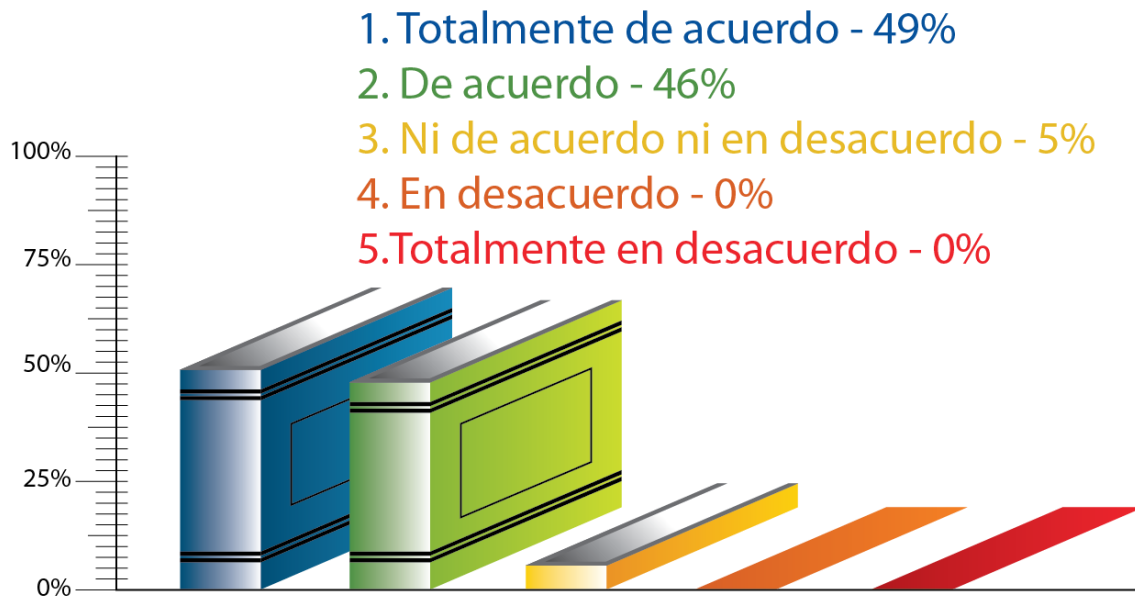 1. Totalmente de acuerdo - 49%
2. De acuerdo - 46%
3. Ni de acuerdo ni en desacuerdo - 5%
4. En desacuerdo - 0%
5.Totalmente en desacuerdo - 0%
100%
75%
50%
25%
0%